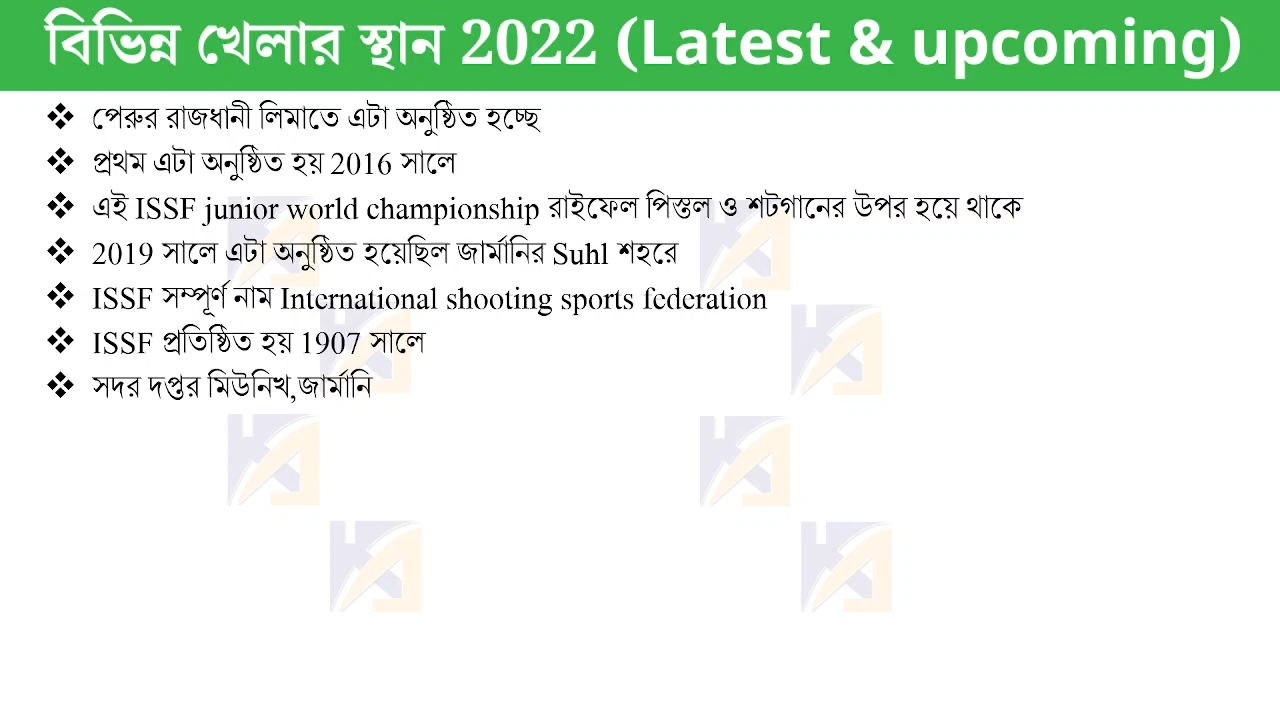 বিভিন্ন খেলার স্থান 2022 (Latest & upcoming)
❖ পেরুর রাজধানী লিমাতে এটা অনুষ্ঠিত হচ্ছে
❖ প্রথম এটা অনুষ্ঠিত হয় 2016 সালে
❖ এই ISSF junior world championship রাইফেল পিস্তল ও শটগানের উপর হয়ে থাকে
❖ 2019 সালে এটা অনুষ্ঠিত হয়েছিল জার্মানির Suhl শহরে
❖ ISSF সম্পূর্ণ নাম International shooting sports federation
❖ ISSF প্রতিষ্ঠিত হয় 1907 সালে
❖ সদর দপ্তর মিউনিখ,জার্মানি